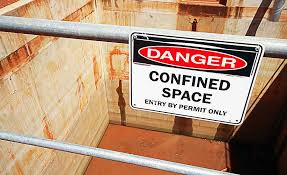 DANGER
CONFINED
SPACE
ENTRY BY PERMIT ONLY